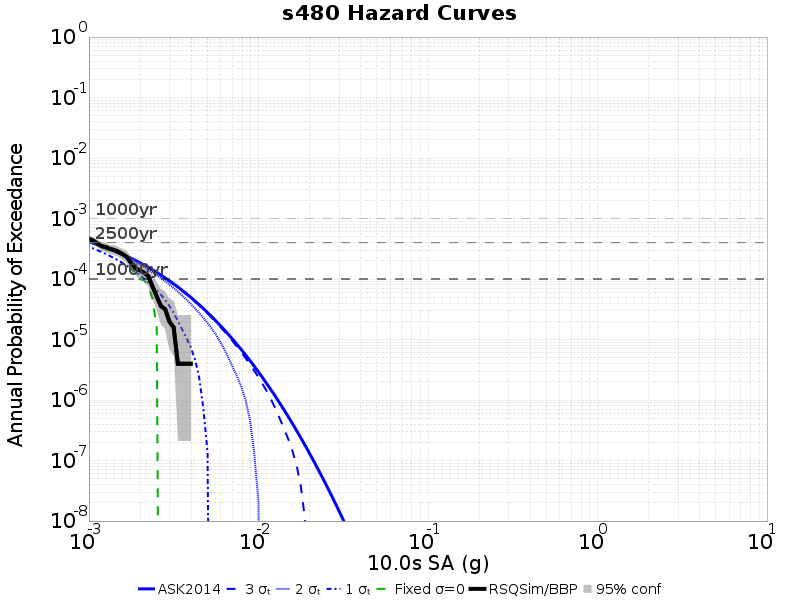 s480 Hazard Curves
Annual Probability of Exceedance
10^0
10^-1
10^-2
10^-3
10^-4
10^-5
10^-6
10^-7
10^-8
1000yr
2500yr
10000yr
10^-3
10^-2
10^-1
10^0
10^1
10.0s SA (g)
ASK2014 3 σₜ 2 σₜ 1 σₜ Fixed σ=0 RSQSim/BBP 95% conf